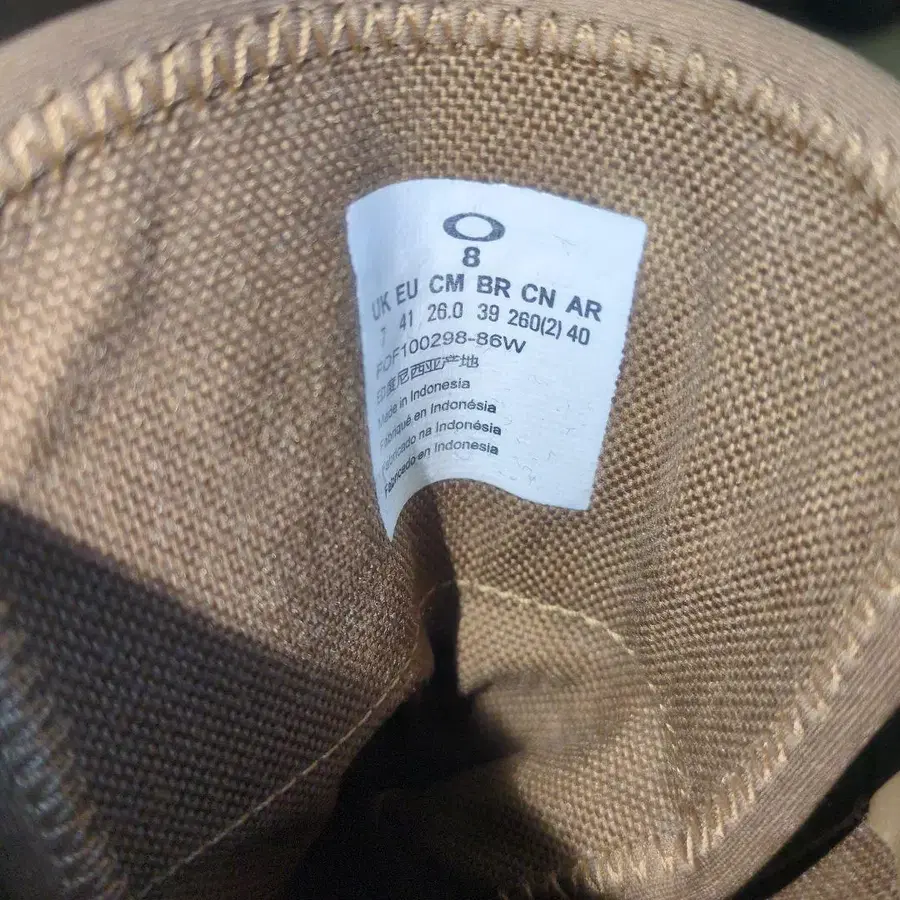 8
UK EU CM BR CN AR
7 41 26.0 39 260(2) 40
FOF100298-86W
印度尼西亚产地
Made in Indonesia
Fabriqué en Indonésia
Fabricado na Indonésia
Fabricado en Indonesia